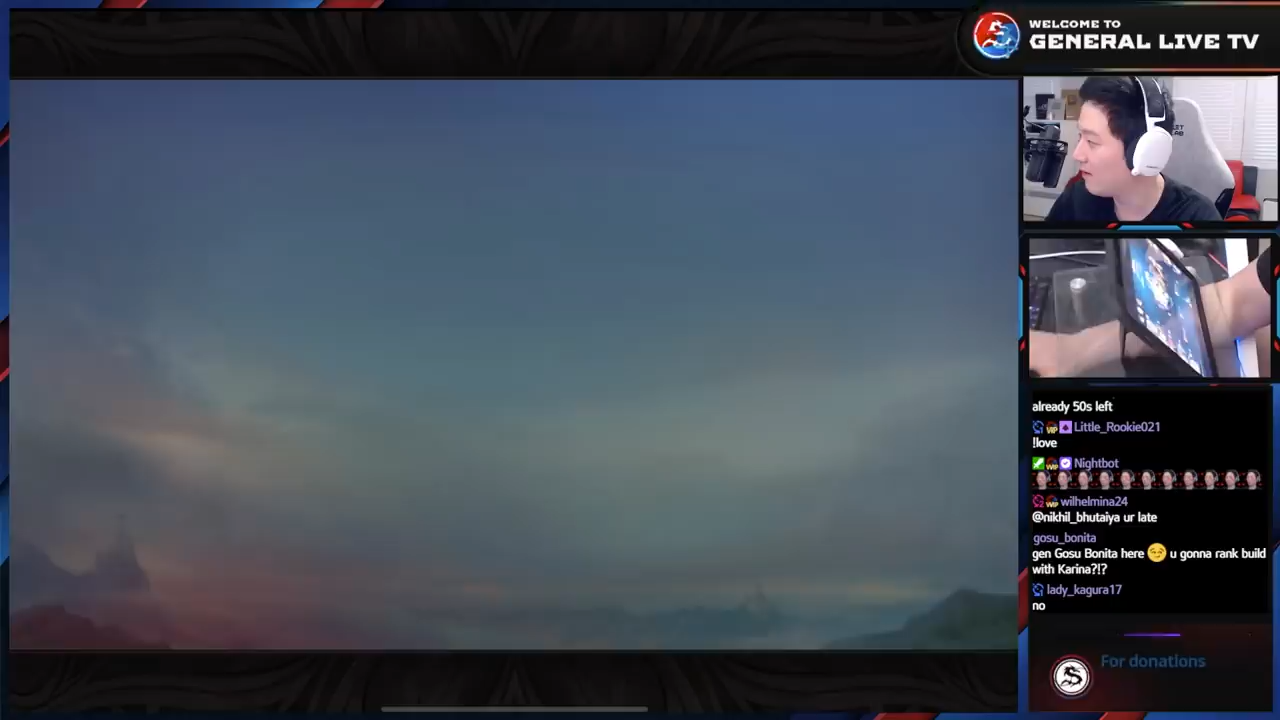 WELCOME TO
GENERAL LIVE TV
already 50s left
Little_Rookie021
!love
Nightbot
wilhelmina24
@nikhil_bhutaiya ur late
gosu_bonita
gen Gosu Bonita here u gonna rank build
with Karina?!?
lady_kagura17
no
For donations